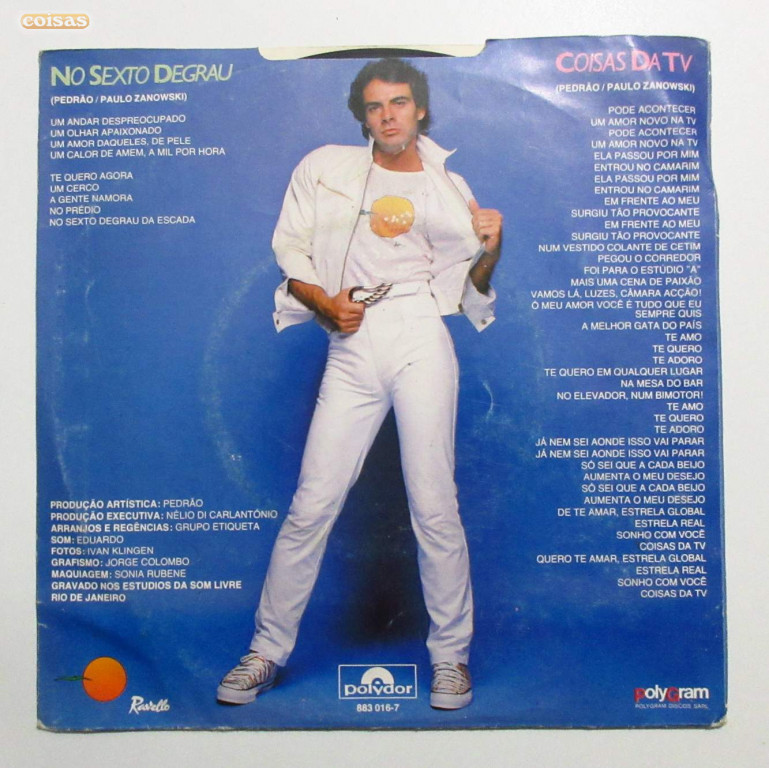 coisas
NO SEXTO DEGRAU
(PEDRÃO / PAULO ZANOWSKI)
UM ANDAR DESPREOCUPADO
UM OLHAR APAIXONADO
UM AMOR DAQUELES, DE PELE
UM CALOR DE AMEM, A MIL POR HORA
TE QUERO AGORA
UM CERCO
A GENTE NAMORA
NO PRÉDIO
NO SEXTO DEGRAU DA ESCADA
COISAS DA TV
(PEDRÃO / PAULO ZANOWSKI)
PODE ACONTECER
UM AMOR NOVO NA TV
PODE ACONTECER
UM AMOR NOVO NA TV
ELA PASSOU POR MIM
ENTROU NO CAMARIM
ELA PASSOU POR MIM
ENTROU NO CAMARIM
EM FRENTE AO MEU
SURGIU TÃO PROVOCANTE
EM FRENTE AO MEU
SURGIU TÃO PROVOCANTE
NUM VESTIDO COLANTE DE CETIM
PEGOU O CORREDOR
FOI PARA O ESTÚDIO "A"
MAIS UMA CENA DE PAIXÃO
VAMOS LÁ, LUZES, CÂMARA ACÇÃO!
Ó MEU AMOR VOCÊ É TUDO QUE EU
SEMPRE QUIS
A MELHOR GATA DO PAÍS
TE AMO
TE QUERO
TE ADORO
TE QUERO EM QUALQUER LUGAR
NA MESA DO BAR
NO ELEVADOR, NUM BIMOTOR!
TE AMO
TE QUERO
TE ADORO
JÁ NEM SEI AONDE ISSO VAI PARAR
JÁ NEM SEI AONDE ISSO VAI PARAR
SÓ SEI QUE A CADA BEIJO
AUMENTA O MEU DESEJO
SÓ SEI QUE A CADA BEIJO
AUMENTA O MEU DESEJO
DE TE AMAR, ESTRELA GLOBAL
ESTRELA REAL
SONHO COM VOCÊ
COISAS DA TV
QUERO TE AMAR, ESTRELA GLOBAL
ESTRELA REAL
SONHO COM VOCÊ
COISAS DA TV
PRODUÇÃO ARTÍSTICA: PEDRÃO
PRODUÇÃO EXECUTIVA: NÉLIO DI CARLANTÓNIO
ARRANJOS E REGÊNCIAS: GRUPO ETIQUETA
SOM: EDUARDO
FOTOS: IVAN KLINGEN
GRAFISMO: JORGE COLOMBO
MAQUIAGEM: SONIA RUBENE
GRAVADO NOS ESTUDIOS DA SOM LIVRE
RIO DE JANEIRO
Ravello
polydor
883 016-7
PolyGram
POLYGRAM DISCOS SARL